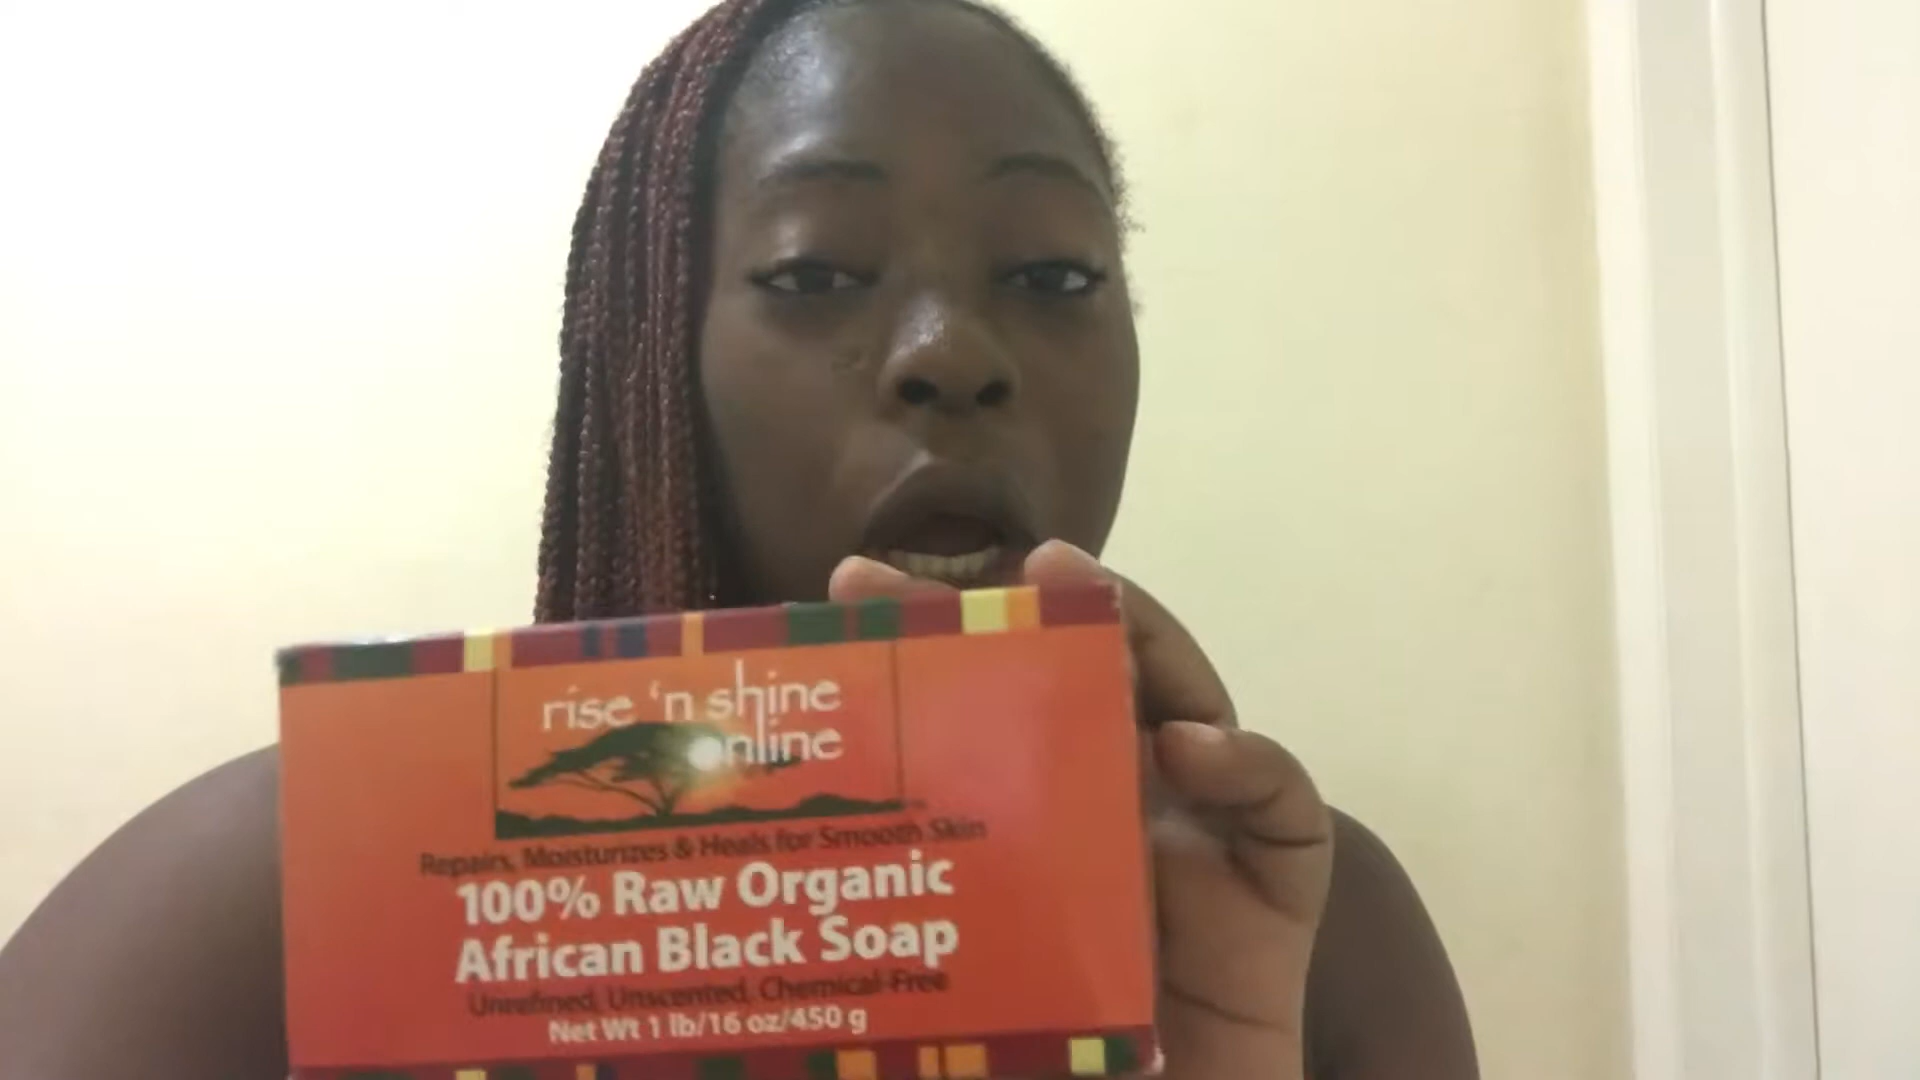 rise 'n shine
online
Repairs, Moisturizes & Heals for Smooth Skin
100% Raw Organic
African Black Soap
Unrefined, Unscented, Chemical-Free
Net Wt 1 lb/16 oz/450 g